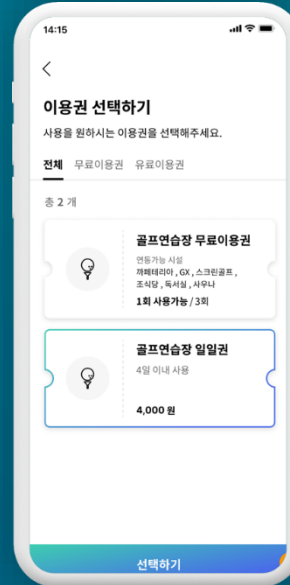 14:15
이용권 선택하기
사용을 원하시는 이용권을 선택해주세요.
전체 무료이용권 유료이용권
총 2 개
골프연습장 무료이용권
연동가능 시설
까페테리아 , GX , 스크린골프 ,
조식당 , 독서실 , 사우나
1회 사용가능 / 3회
골프연습장 일일권
4일 이내 사용
4,000 원
선택하기